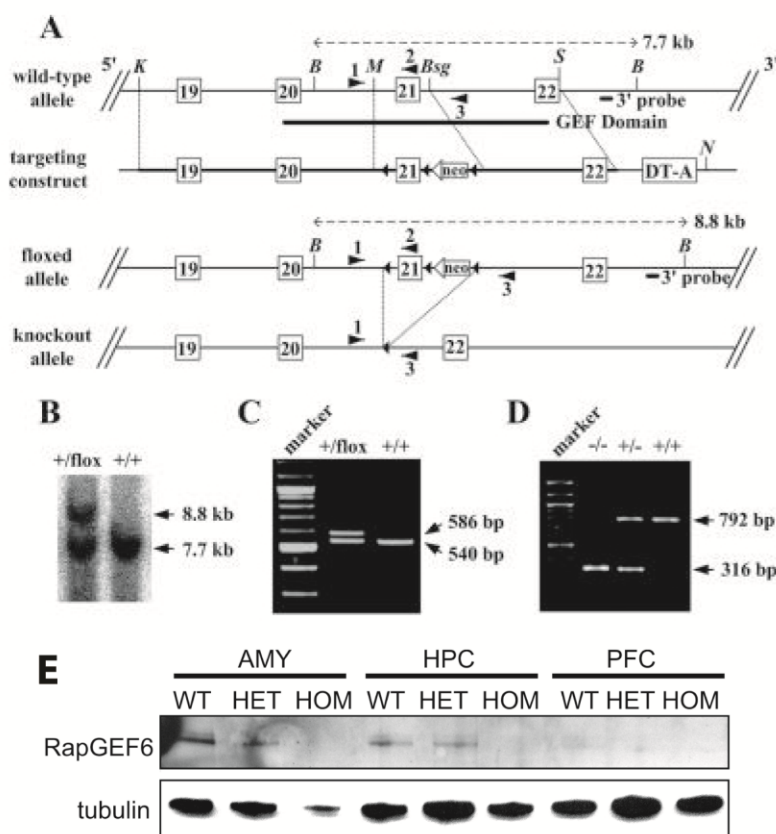 A
7.7 kb
5' K B 1 M 2 Bsg S B 3'
wild-type allele
19 20 21 22
3 3' probe
GEF Domain
targeting construct
19 20 21 neo 22 DT-A N
8.8 kb
B 1 2 B
floxed allele
19 20 21 neo 22
3 3' probe
knockout allele
1
19 20 22
3
B
+/flox +/+
8.8 kb
7.7 kb
C
marker
+/flox +/+
586 bp
540 bp
D
marker
-/- +/- +/+
792 bp
316 bp
E
AMY HPC PFC
WT HET HOM WT HET HOM WT HET HOM
RapGEF6
tubulin